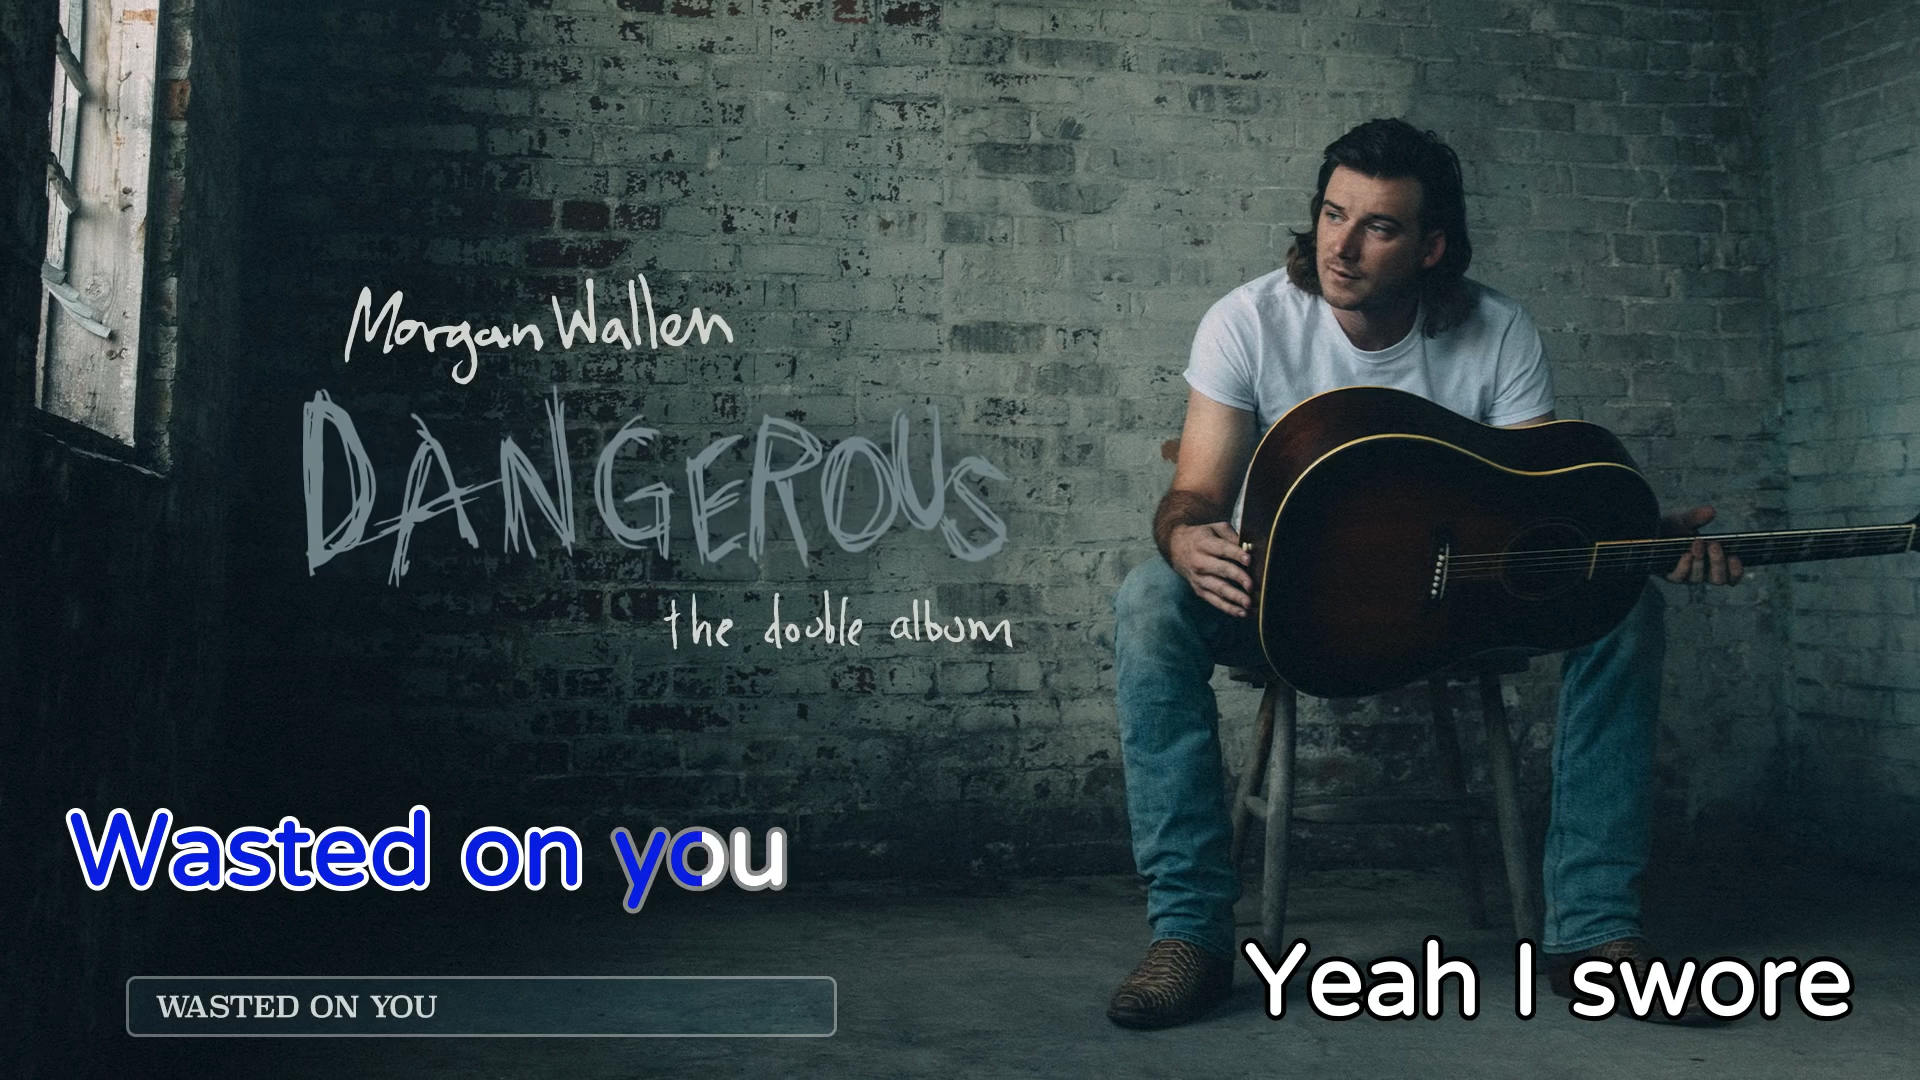 Morgan Wallen
DANGEROUS
the double album
Wasted on you
Yeah I swore
WASTED ON YOU